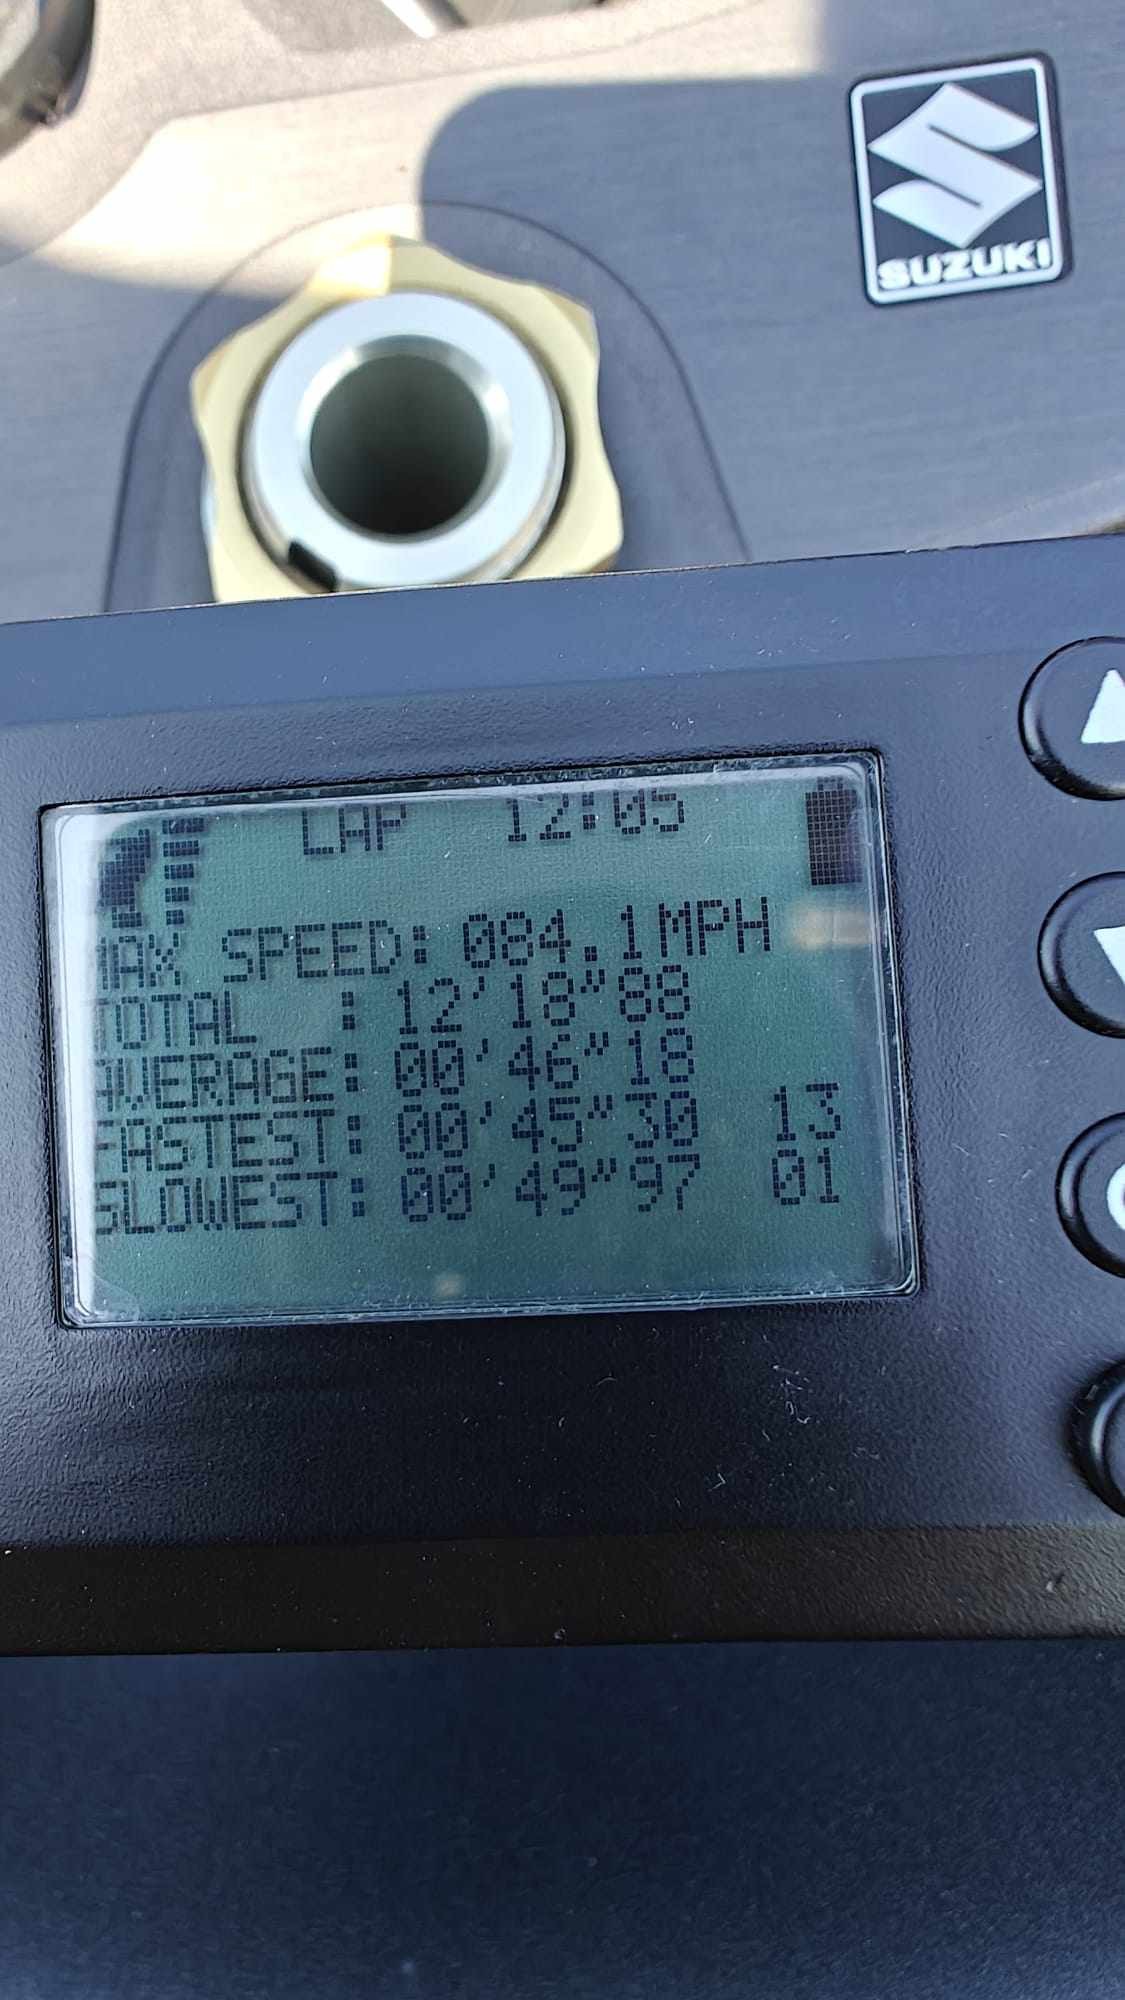 SUZUKI
LAP 12:05
MAX SPEED: 084.1MPH
TOTAL : 12'18"88
AVERAGE: 00'46"18
FASTEST: 00'45"30 13
SLOWEST: 00'49"97 01